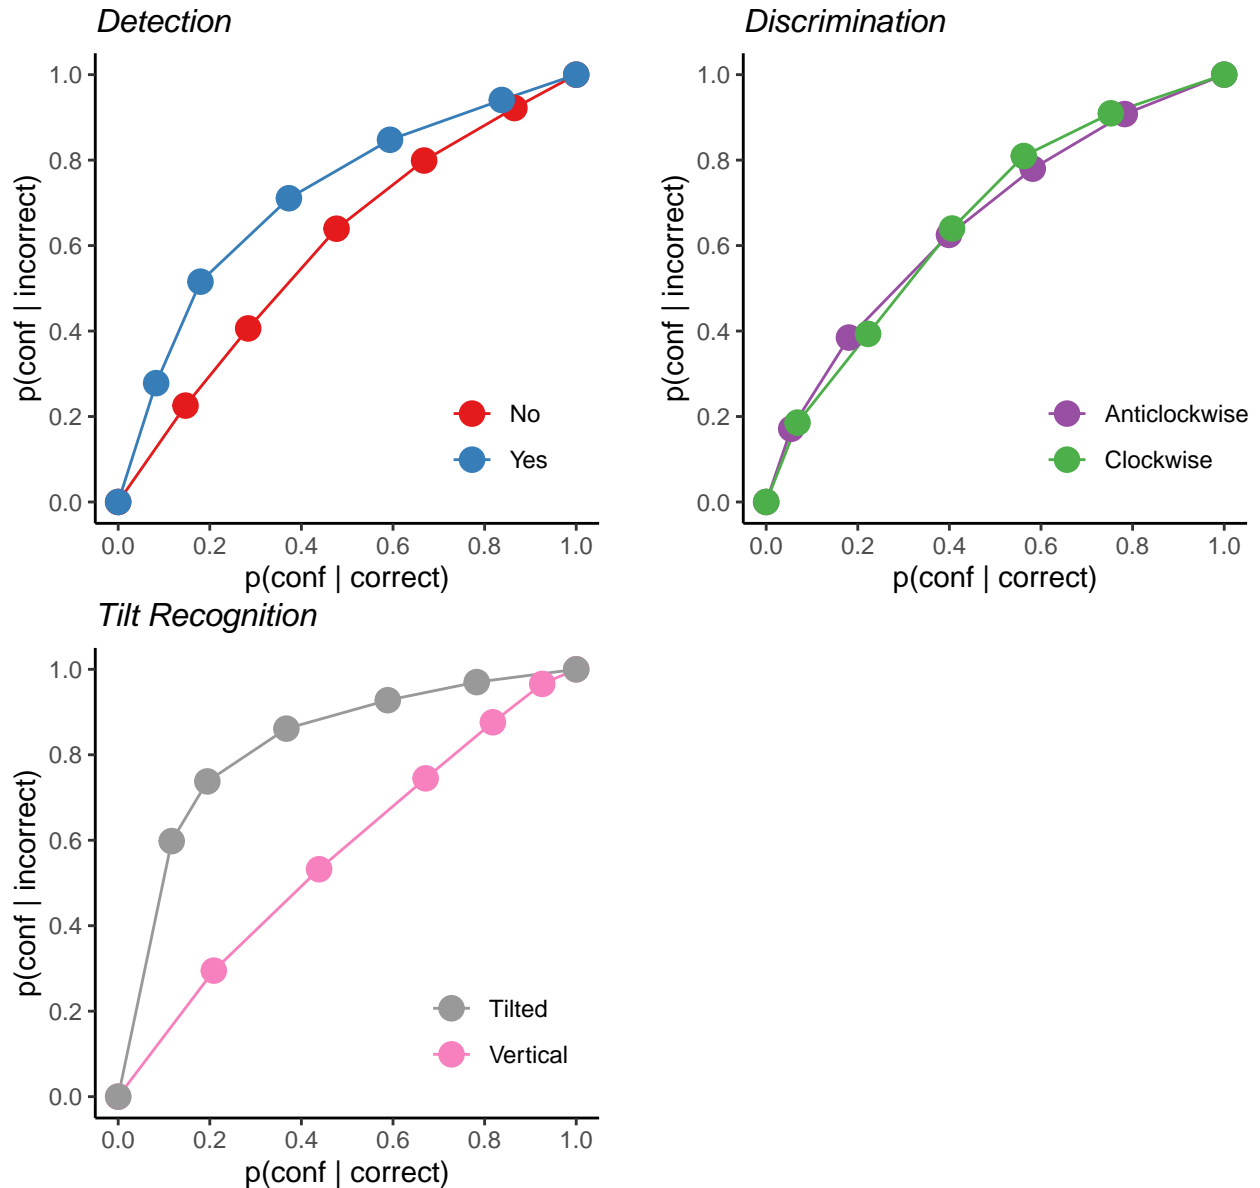 Detection
1.0
0.8
0.6
0.4
0.2
0.0
p(conf | incorrect)
No
Yes
0.0 0.2 0.4 0.6 0.8 1.0
p(conf | correct)
Discrimination
1.0
0.8
0.6
0.4
0.2
0.0
p(conf | incorrect)
Anticlockwise
Clockwise
0.0 0.2 0.4 0.6 0.8 1.0
p(conf | correct)
Tilt Recognition
1.0
0.8
0.6
0.4
0.2
0.0
p(conf | incorrect)
Tilted
Vertical
0.0 0.2 0.4 0.6 0.8 1.0
p(conf | correct)